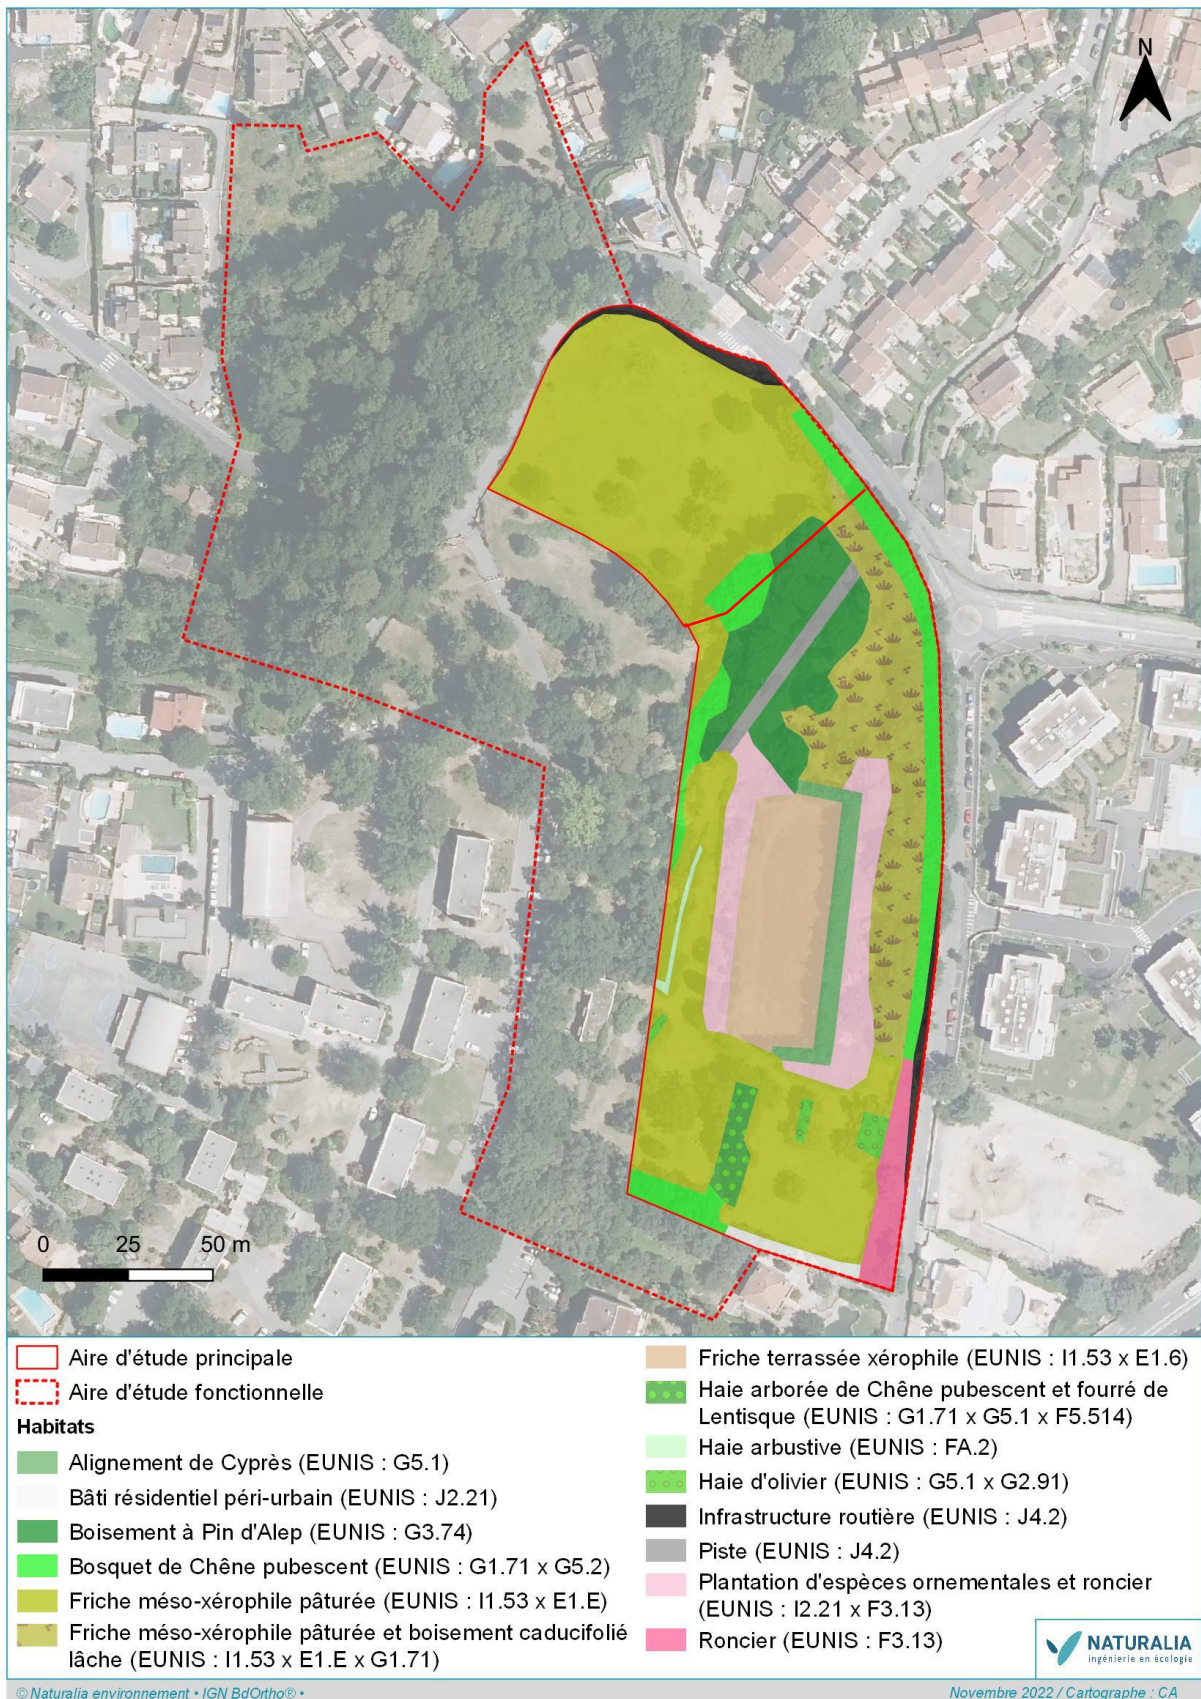 N
0 25 50 m
Aire d'étude principale
Aire d'étude fonctionnelle
Habitats
Alignement de Cyprès (EUNIS : G5.1)
Bâti résidentiel péri-urbain (EUNIS : J2.21)
Boisement à Pin d'Alep (EUNIS : G3.74)
Bosquet de Chêne pubescent (EUNIS : G1.71 x G5.2)
Friche méso-xérophile pâturée (EUNIS : I1.53 x E1.E)
Friche méso-xérophile pâturée et boisement caducifolié
lâche (EUNIS : I1.53 x E1.E x G1.71)
Friche terrassée xérophile (EUNIS : I1.53 x E1.6)
Haie arborée de Chêne pubescent et fourré de
Lentisque (EUNIS : G1.71 x G5.1 x F5.514)
Haie arbustive (EUNIS : FA.2)
Haie d'olivier (EUNIS : G5.1 x G2.91)
Infrastructure routière (EUNIS : J4.2)
Piste (EUNIS : J4.2)
Plantation d'espèces ornementales et roncier
(EUNIS : I2.21 x F3.13)
Roncier (EUNIS : F3.13)
NATURALIA
ingénierie en écologie
© Naturalia environnement • IGN BdOrtho® •
Novembre 2022 / Cartographe : CA